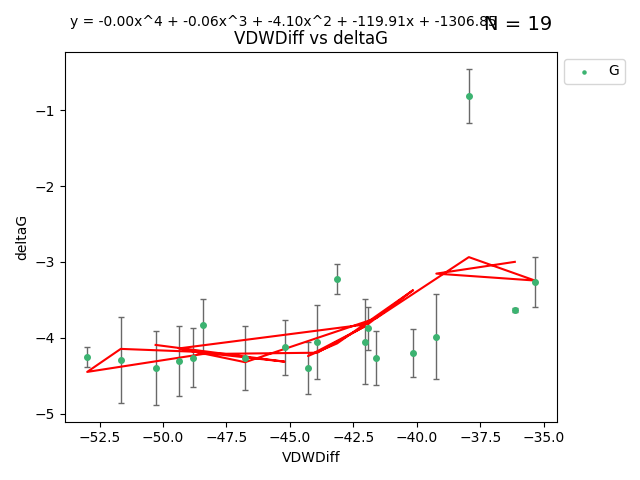 y = -0.00x^4 + -0.06x^3 + -4.10x^2 + -119.91x + -1306.85
N = 19
VDWDiff vs deltaG
G
−1
−2
−3
−4
−5
deltaG
−52.5 −50.0 −47.5 −45.0 −42.5 −40.0 −37.5 −35.0
VDWDiff